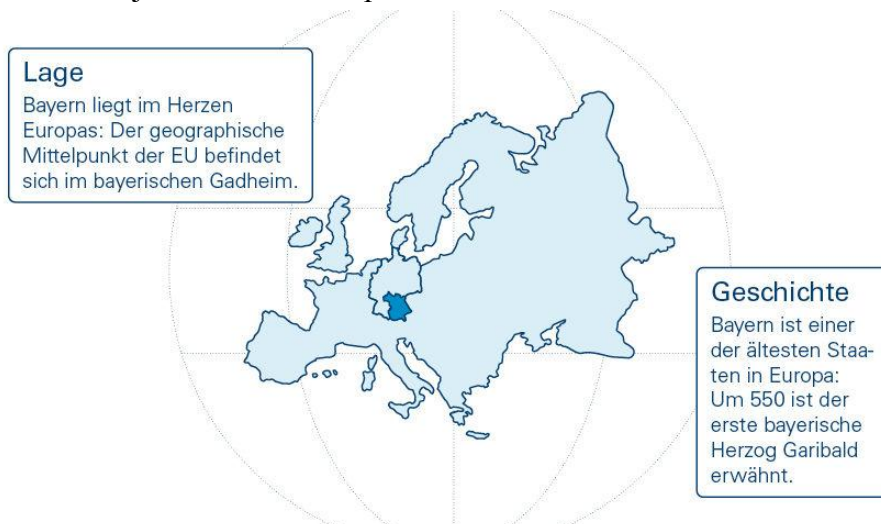 Lage
Bayern liegt im Herzen
Europas: Der geographische
Mittelpunkt der EU befindet
sich im bayerischen Gadheim.
Geschichte
Bayern ist einer
der ältesten Staa-
ten in Europa:
Um 550 ist der
erste bayerische
Herzog Garibald
erwähnt.